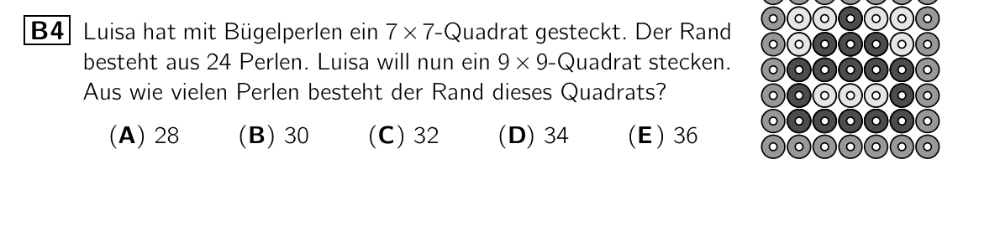 B4 Luisa hat mit Bügelperlen ein 7 × 7-Quadrat gesteckt. Der Rand
besteht aus 24 Perlen. Luisa will nun ein 9 × 9-Quadrat stecken.
Aus wie vielen Perlen besteht der Rand dieses Quadrats?
(A) 28 (B) 30 (C) 32 (D) 34 (E) 36